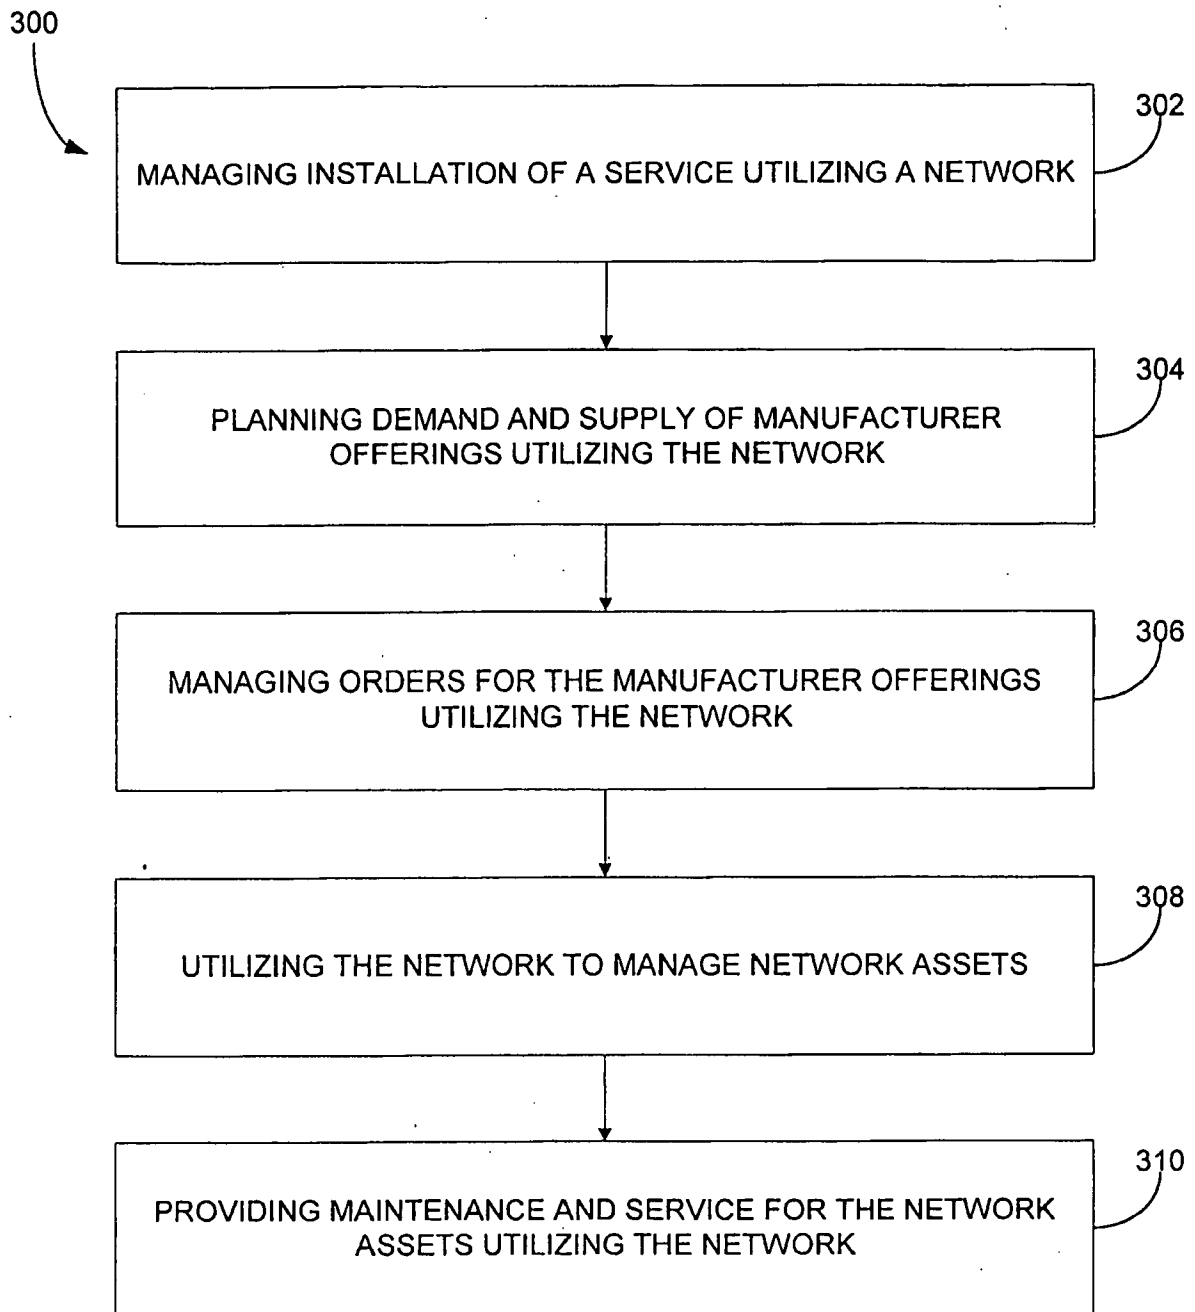 300
302
MANAGING INSTALLATION OF A SERVICE UTILIZING A NETWORK
304
PLANNING DEMAND AND SUPPLY OF MANUFACTURER
OFFERINGS UTILIZING THE NETWORK
306
MANAGING ORDERS FOR THE MANUFACTURER OFFERINGS
UTILIZING THE NETWORK
308
UTILIZING THE NETWORK TO MANAGE NETWORK ASSETS
310
PROVIDING MAINTENANCE AND SERVICE FOR THE NETWORK
ASSETS UTILIZING THE NETWORK